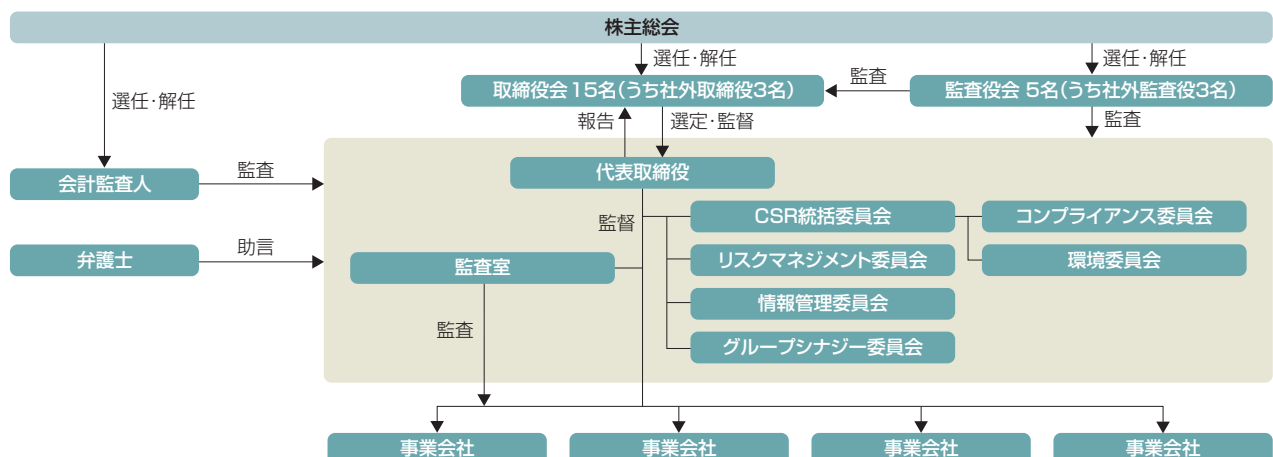 株主総会
選任・解任
選任・解任
選任・解任
取締役会 15名(うち社外取締役3名)
監査
監査役会 5名(うち社外監査役3名)
報告
選定・監督
監査
代表取締役
会計監査人
監査
監督
CSR統括委員会
コンプライアンス委員会
弁護士
助言
監査室
リスクマネジメント委員会
環境委員会
情報管理委員会
監査
グループシナジー委員会
事業会社
事業会社
事業会社
事業会社